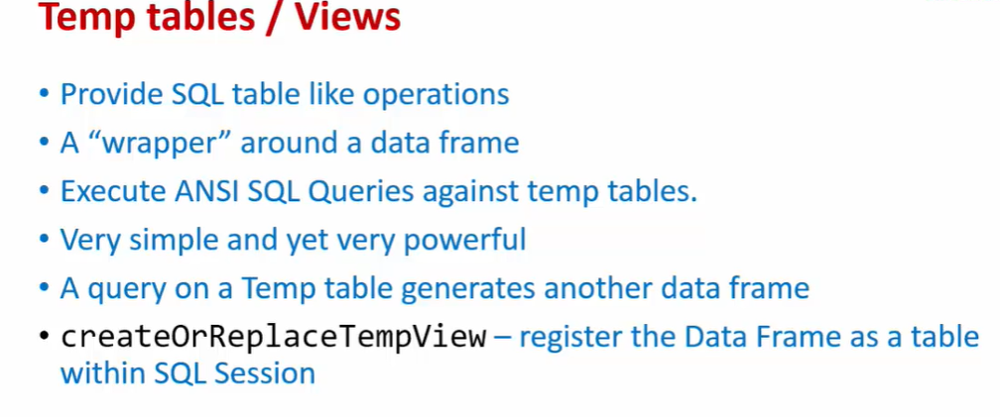 Temp tables / Views
• Provide SQL table like operations
• A “wrapper” around a data frame
• Execute ANSI SQL Queries against temp tables.
• Very simple and yet very powerful
• A query on a Temp table generates another data frame
• createOrReplaceTempView – register the Data Frame as a table
within SQL Session